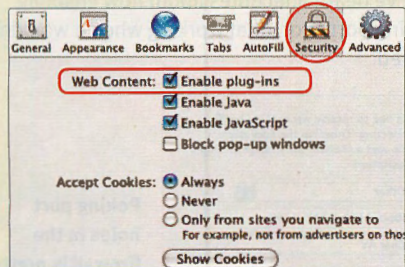 General Appearance Bookmarks Tabs AutoFill Security Advanced
Web Content: Enable plug-ins
Enable Java
Enable JavaScript
Block pop-up windows
Accept Cookies: Always
Never
Only from sites you navigate to
For example, not from advertisers on thos
Show Cookies